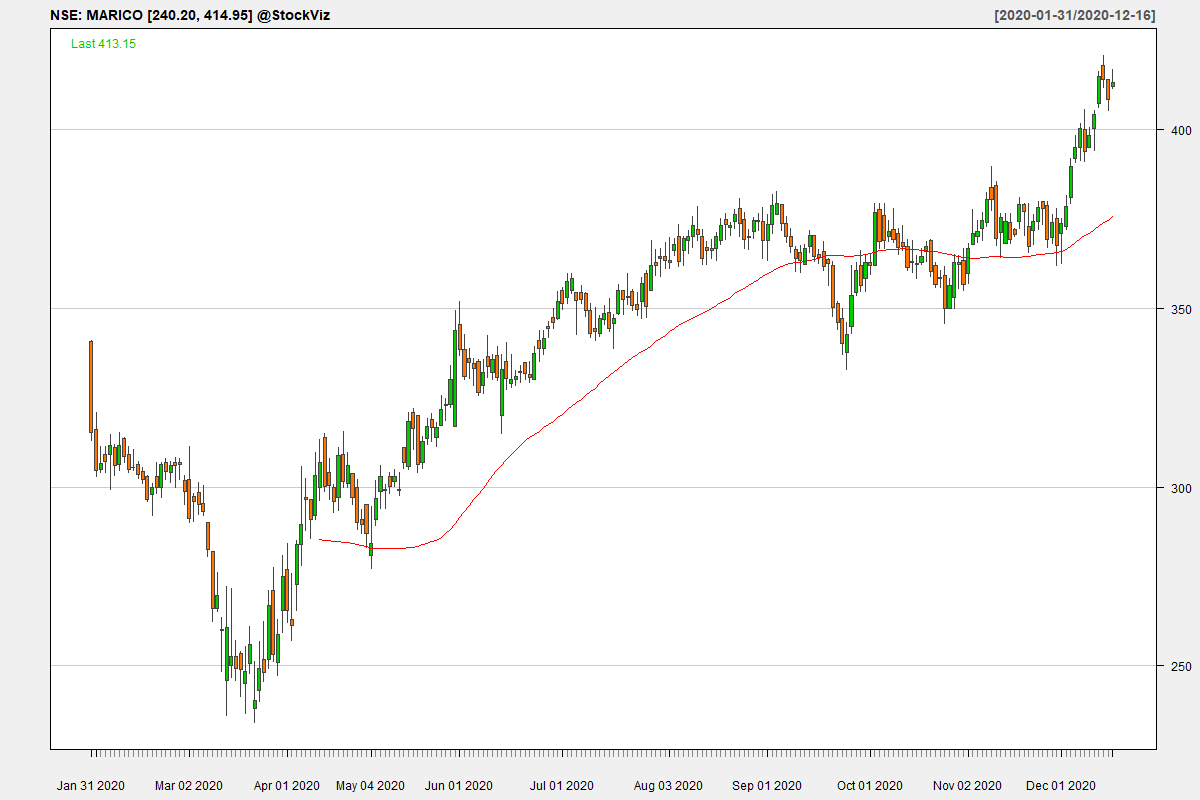 NSE: MARICO [240.20, 414.95] @StockViz
[2020-01-31/2020-12-16]
Last 413.15
400
350
300
250
Jan 31 2020
Mar 02 2020
Apr 01 2020
May 04 2020
Jun 01 2020
Jul 01 2020
Aug 03 2020
Sep 01 2020
Oct 01 2020
Nov 02 2020
Dec 01 2020